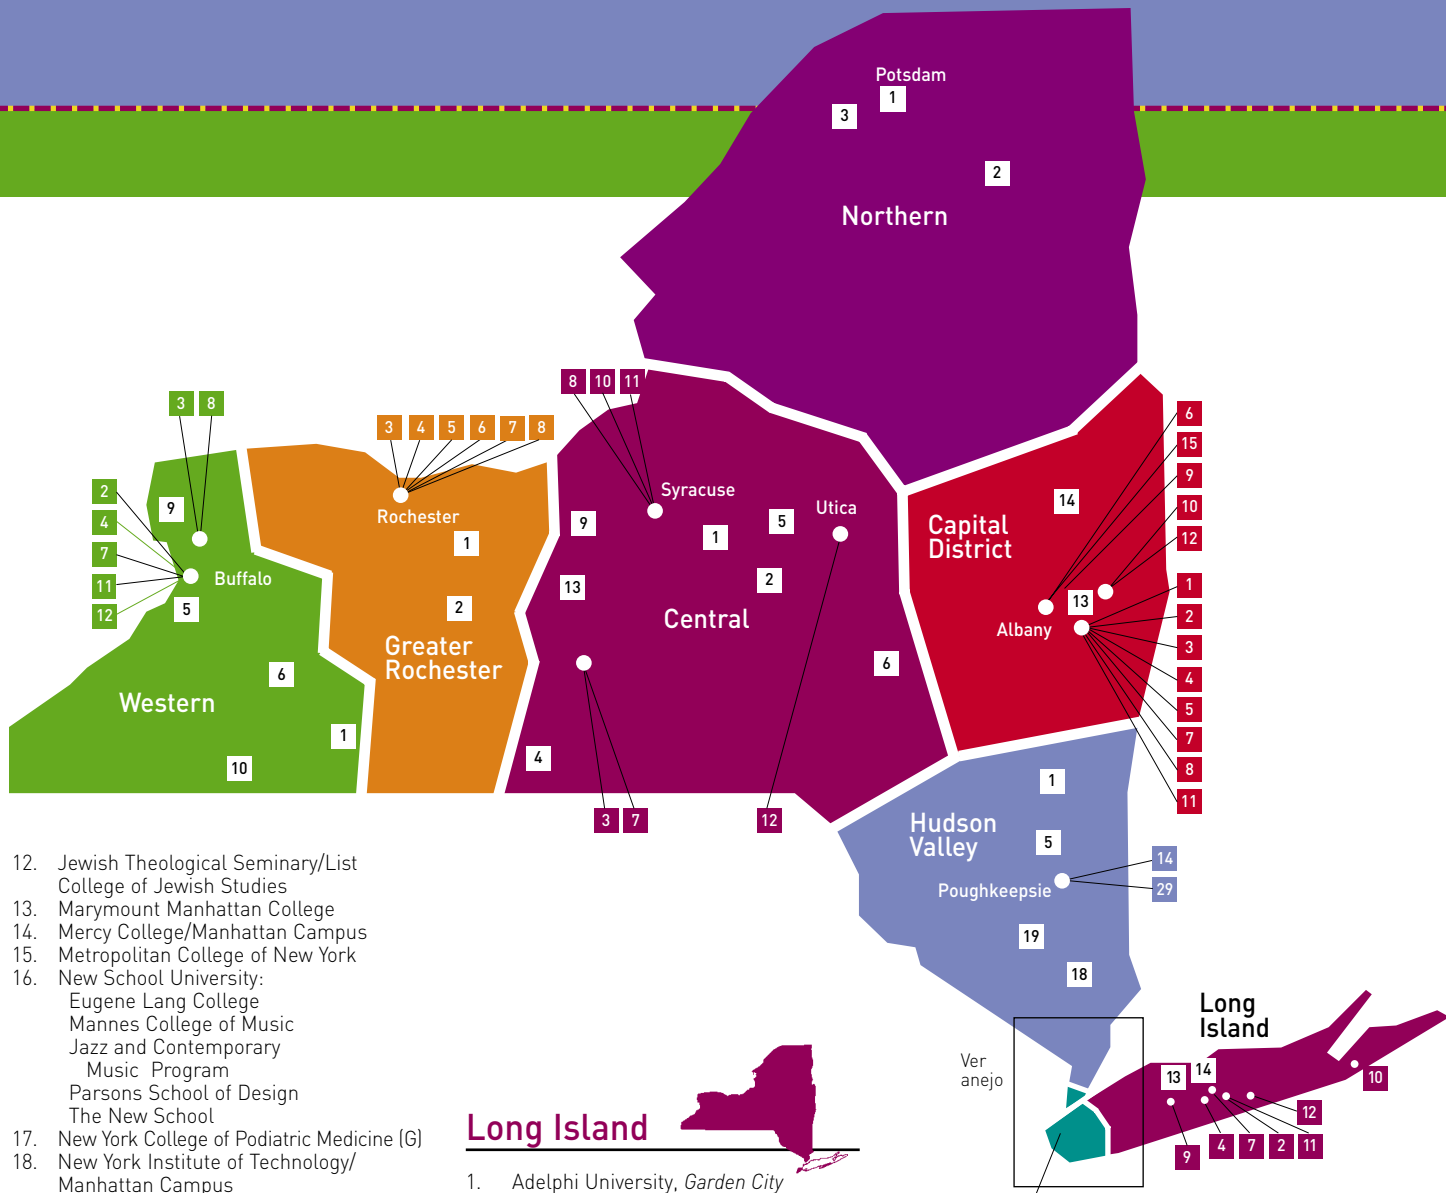 Potsdam
1
3
2
Northern
8 10 11
3 8
3 4 5 6 7 8
6
15
9
10
12
1
2
3
4
5
7
8
11
2
4
7
11
12
9
Buffalo
5
6
Western
1
10
Rochester
1
2
Greater
Rochester
Syracuse
Utica
9
1
5
2
13
Central
6
4
3 7
12
Capital
District
14
13
Albany
Hudson
Valley
1
5
Poughkeepsie
14
29
19
18
Long
Island
Ver
anejo
13
14
10
12
9
4 7 2 11
12. Jewish Theological Seminary/List
College of Jewish Studies
13. Marymount Manhattan College
14. Mercy College/Manhattan Campus
15. Metropolitan College of New York
16. New School University:
Eugene Lang College
Mannes College of Music
Jazz and Contemporary
Music Program
Parsons School of Design
The New School
17. New York College of Podiatric Medicine (G)
18. New York Institute of Technology/
Manhattan Campus
Long Island
1. Adelphi University, Garden City